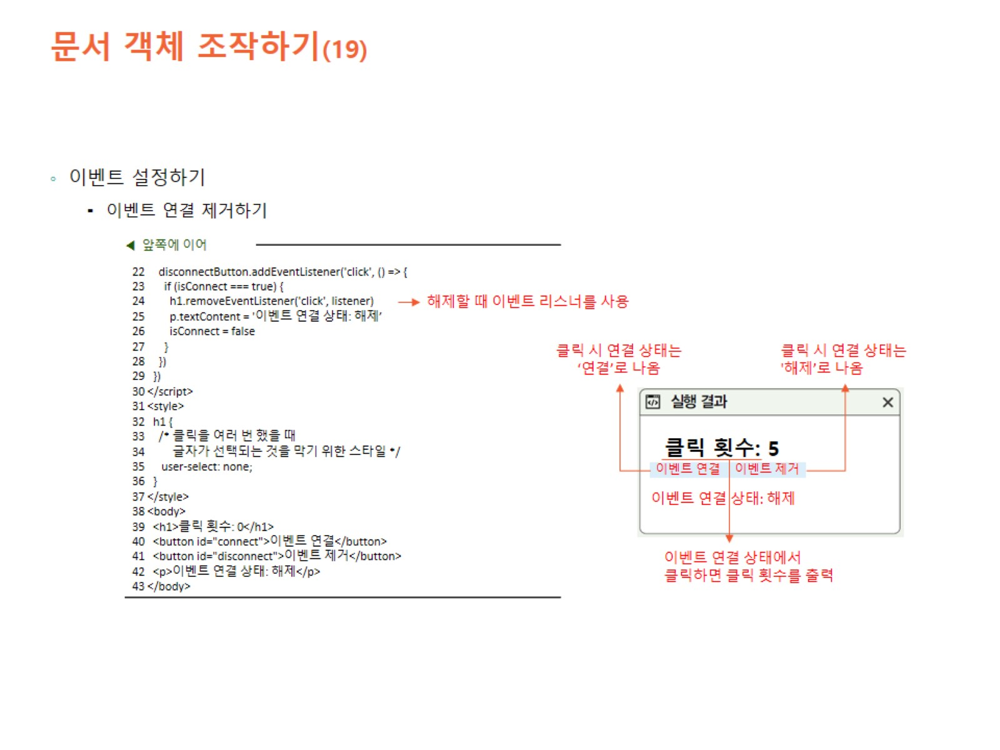 문서 객체 조작하기(19)
◦ 이벤트 설정하기
▪ 이벤트 연결 제거하기
◀ 앞쪽에 이어
22 disconnectButton.addEventListener('click', () => {
23 if (isConnect === true) {
24 h1.removeEventListener('click', listener)
해제할 때 이벤트 리스너를 사용
25 p.textContent = '이벤트 연결 상태: 해제’
26 isConnect = false
27 }
28 })
29 })
30 </script>
31 <style>
32 h1 {
33 /* 클릭을 여러 번 했을 때
34 글자가 선택되는 것을 막기 위한 스타일 */
35 user-select: none;
36 }
37 </style>
38 <body>
39 <h1>클릭 횟수: 0</h1>
40 <button id="connect">이벤트 연결</button>
41 <button id="disconnect">이벤트 제거</button>
42 <p>이벤트 연결 상태: 해제</p>
43 </body>
클릭 시 연결 상태는
‘연결’로 나옴
클릭 시 연결 상태는
'해제’로 나옴
실행 결과
클릭 횟수: 5
이벤트 연결 이벤트 제거
이벤트 연결 상태: 해제
이벤트 연결 상태에서
클릭하면 클릭 횟수를 출력